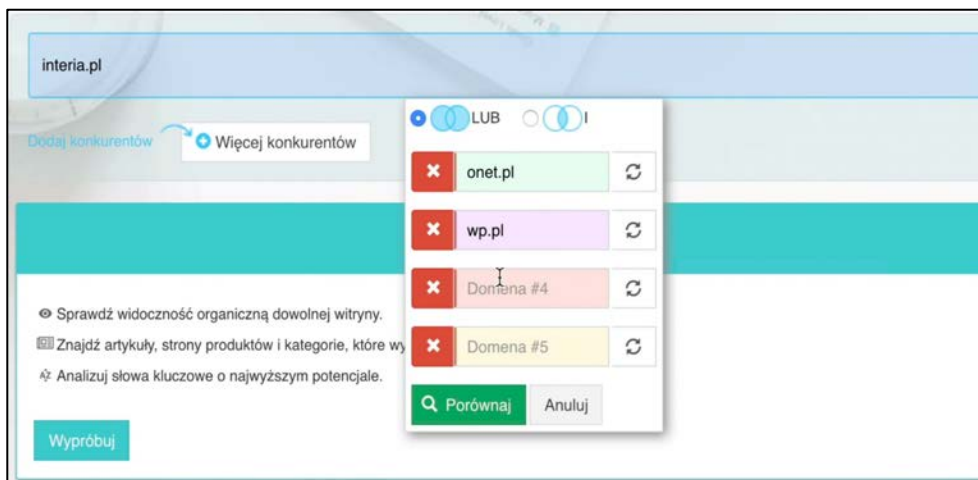 interia.pl
LUB I
Dodaj konkurentów Więcej konkurentów
onet.pl
wp.pl
Domena #4
Domena #5
Sprawdź widoczność organiczną dowolnej witryny.
Znajdź artykuły, strony produktów i kategorie, które wy
Analizuj słowa kluczowe o najwyższym potencjale.
Porównaj Anuluj
Wypróbuj